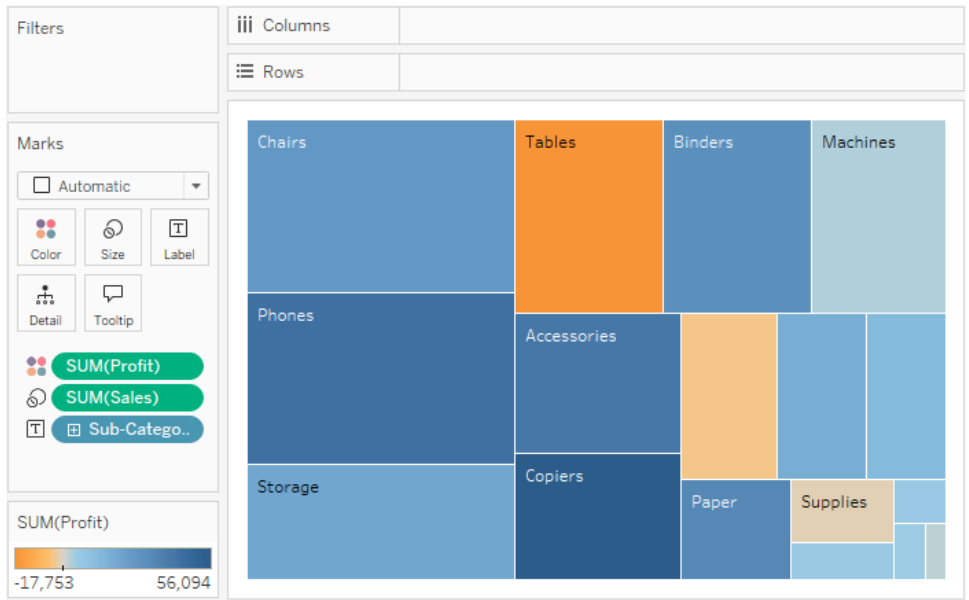 Filters
Columns
Rows
Marks
Automatic
Color
Size
Label
Detail
Tooltip
SUM(Profit)
SUM(Sales)
Sub-Catego..
SUM(Profit)
-17,753 56,094
Chairs
Tables
Binders
Machines
Phones
Accessories
Storage
Copiers
Paper
Supplies